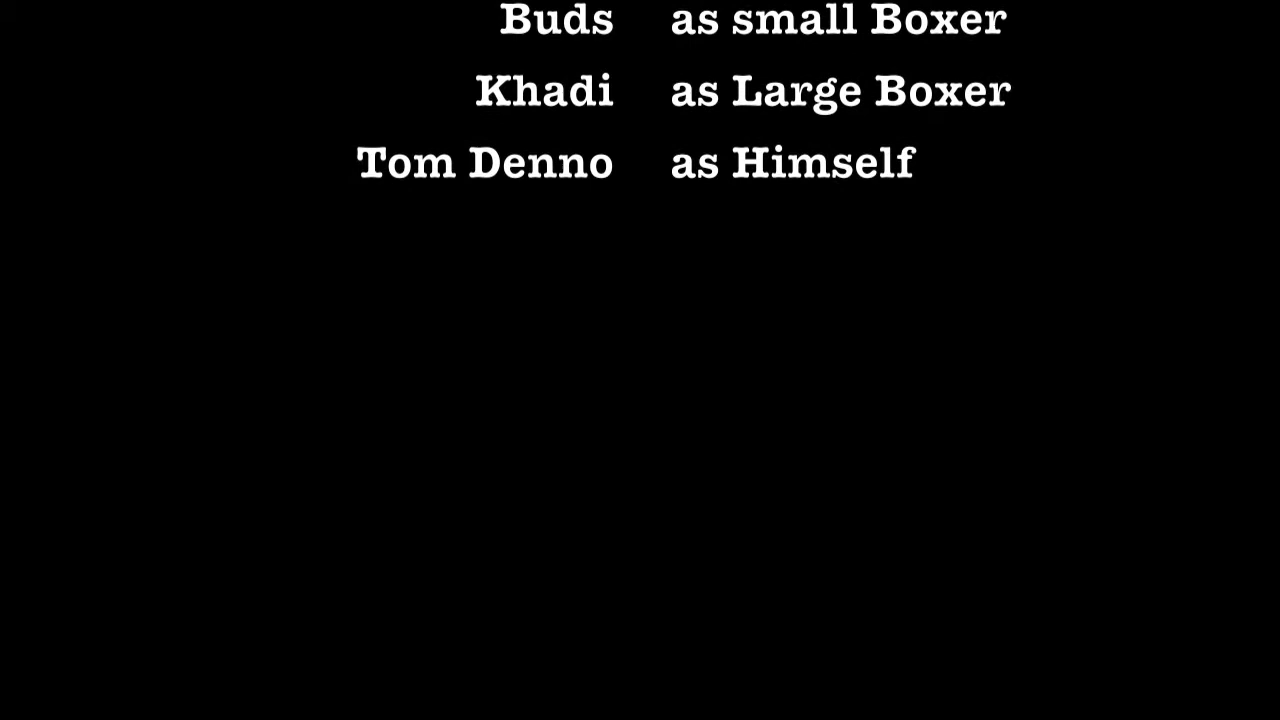 Buds as small Boxer
Khadi as Large Boxer
Tom Denno as Himself